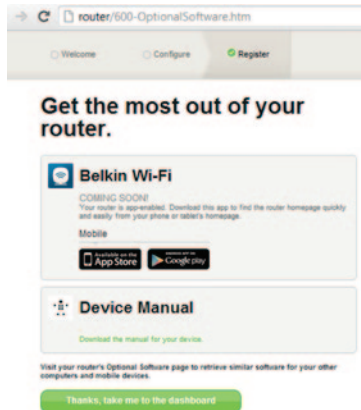 router/600-OptionalSoftware.htm
Welcome Configure Register
Get the most out of your
router.
Belkin Wi-Fi
COMING SOON!
Your router is app-enabled. Download this app to find the router homepage quickly
and easily from your phone or tablet's homepage.
Mobile
Available on the
App Store
Google play
Device Manual
Download the manual for your device.
Visit your router's Optional Software page to retrieve similar software for your other
computers and mobile devices.
Thanks, take me to the dashboard